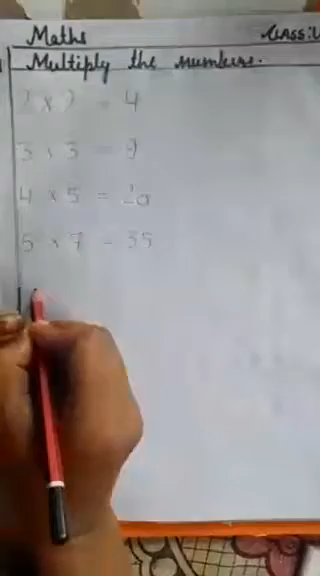 Maths
CLASS:U
Multiply the numbers.
2 x 2 = 4
3 x 3 = 9
4 x 5 = 20
5 x 7 = 35